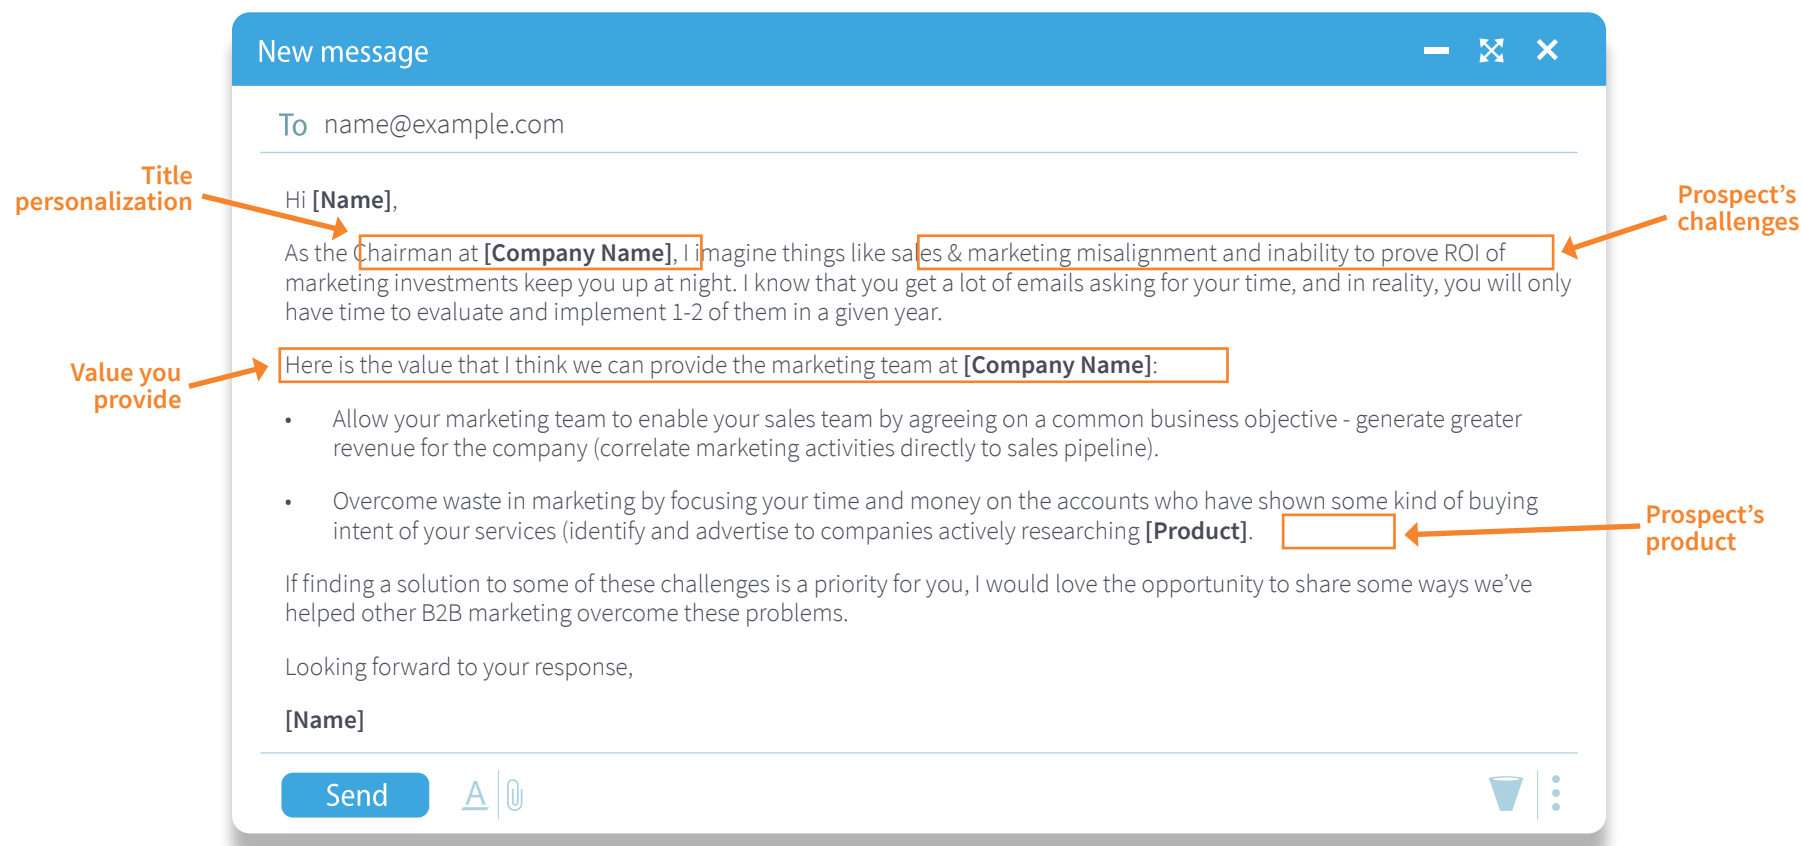 New message
To name@example.com
Title
personalization
Hi [Name],
Prospect's
challenges
As the Chairman at [Company Name], I imagine things like sales & marketing misalignment and inability to prove ROI of
marketing investments keep you up at night. I know that you get a lot of emails asking for your time, and in reality, you will only
have time to evaluate and implement 1-2 of them in a given year.
Value you
provide
Here is the value that I think we can provide the marketing team at [Company Name]:
• Allow your marketing team to enable your sales team by agreeing on a common business objective - generate greater
revenue for the company (correlate marketing activities directly to sales pipeline).
• Overcome waste in marketing by focusing your time and money on the accounts who have shown some kind of buying
intent of your services (identify and advertise to companies actively researching [Product].
Prospect's
product
If finding a solution to some of these challenges is a priority for you, I would love the opportunity to share some ways we've
helped other B2B marketing overcome these problems.
Looking forward to your response,
[Name]
Send A